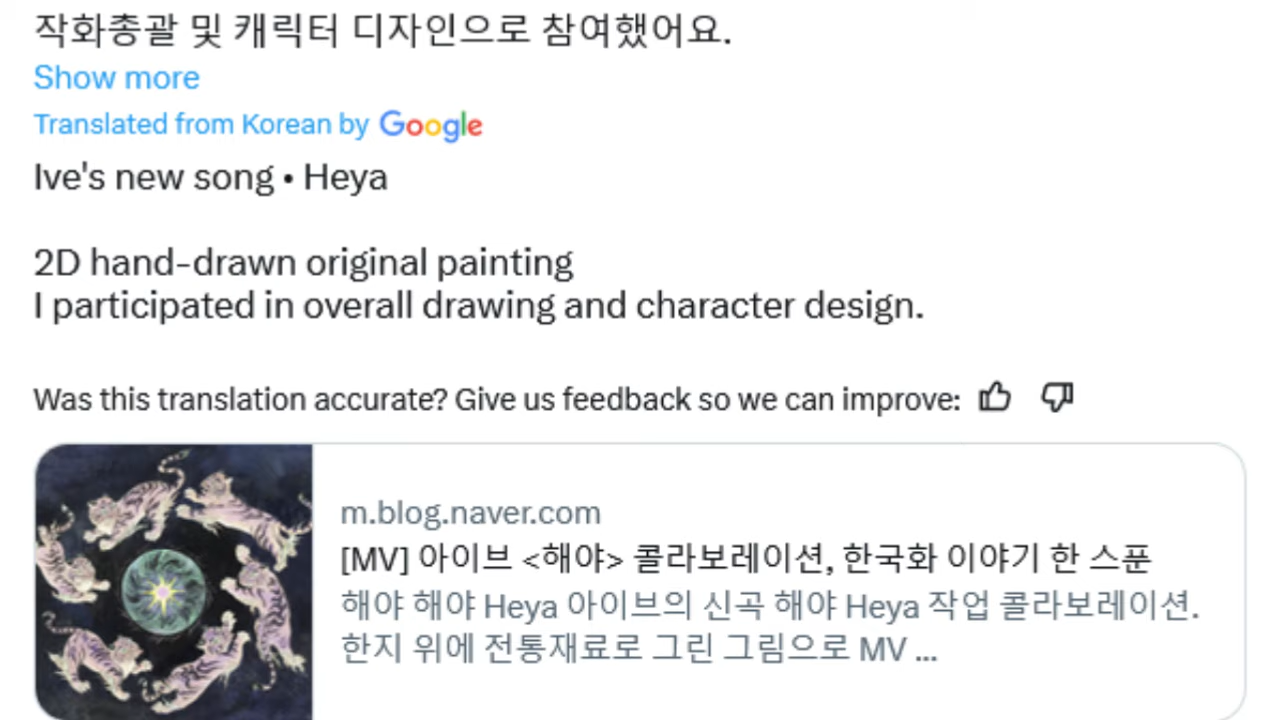 작화총괄 및 캐릭터 디자인으로 참여했어요.
Show more
Translated from Korean by Google
Ive's new song • Heya
2D hand-drawn original painting
I participated in overall drawing and character design.
Was this translation accurate? Give us feedback so we can improve:
m.blog.naver.com
[MV] 아이브 <해야> 콜라보레이션, 한국화 이야기 한 스푼
해야 해야 Heya 아이브의 신곡 해야 Heya 작업 콜라보레이션.
한지 위에 전통재료로 그린 그림으로 MV ...